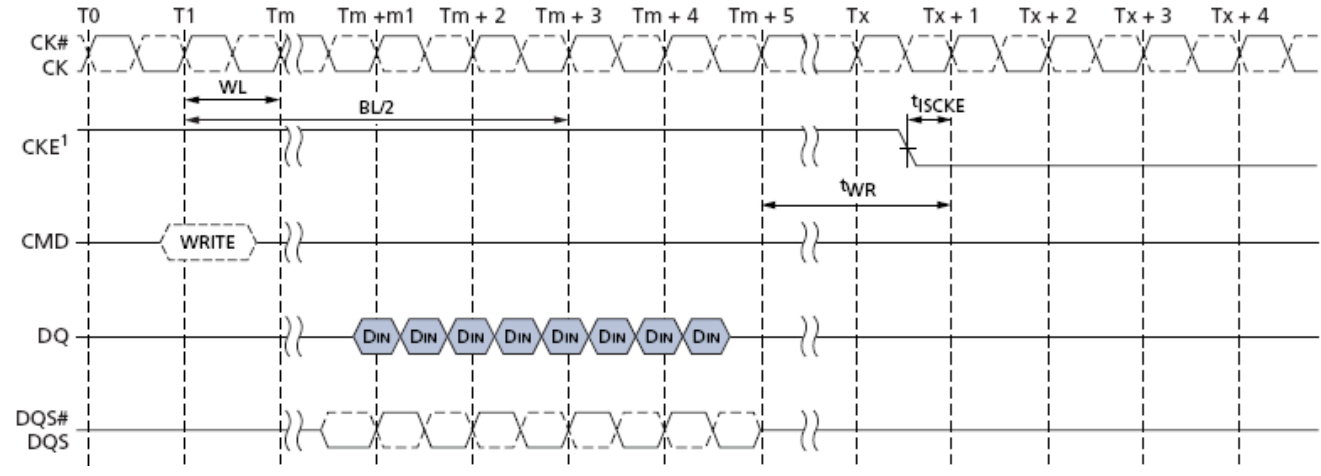 T0 T1 Tm Tm +m1 Tm + 2 Tm + 3 Tm + 4 Tm + 5 Tx Tx + 1 Tx + 2 Tx + 3 Tx + 4
CK#
CK
WL
BL/2
tISCKE
CKE1
tWR
CMD WRITE
DQ DIN DIN DIN DIN DIN DIN DIN DIN
DQS#
DQS